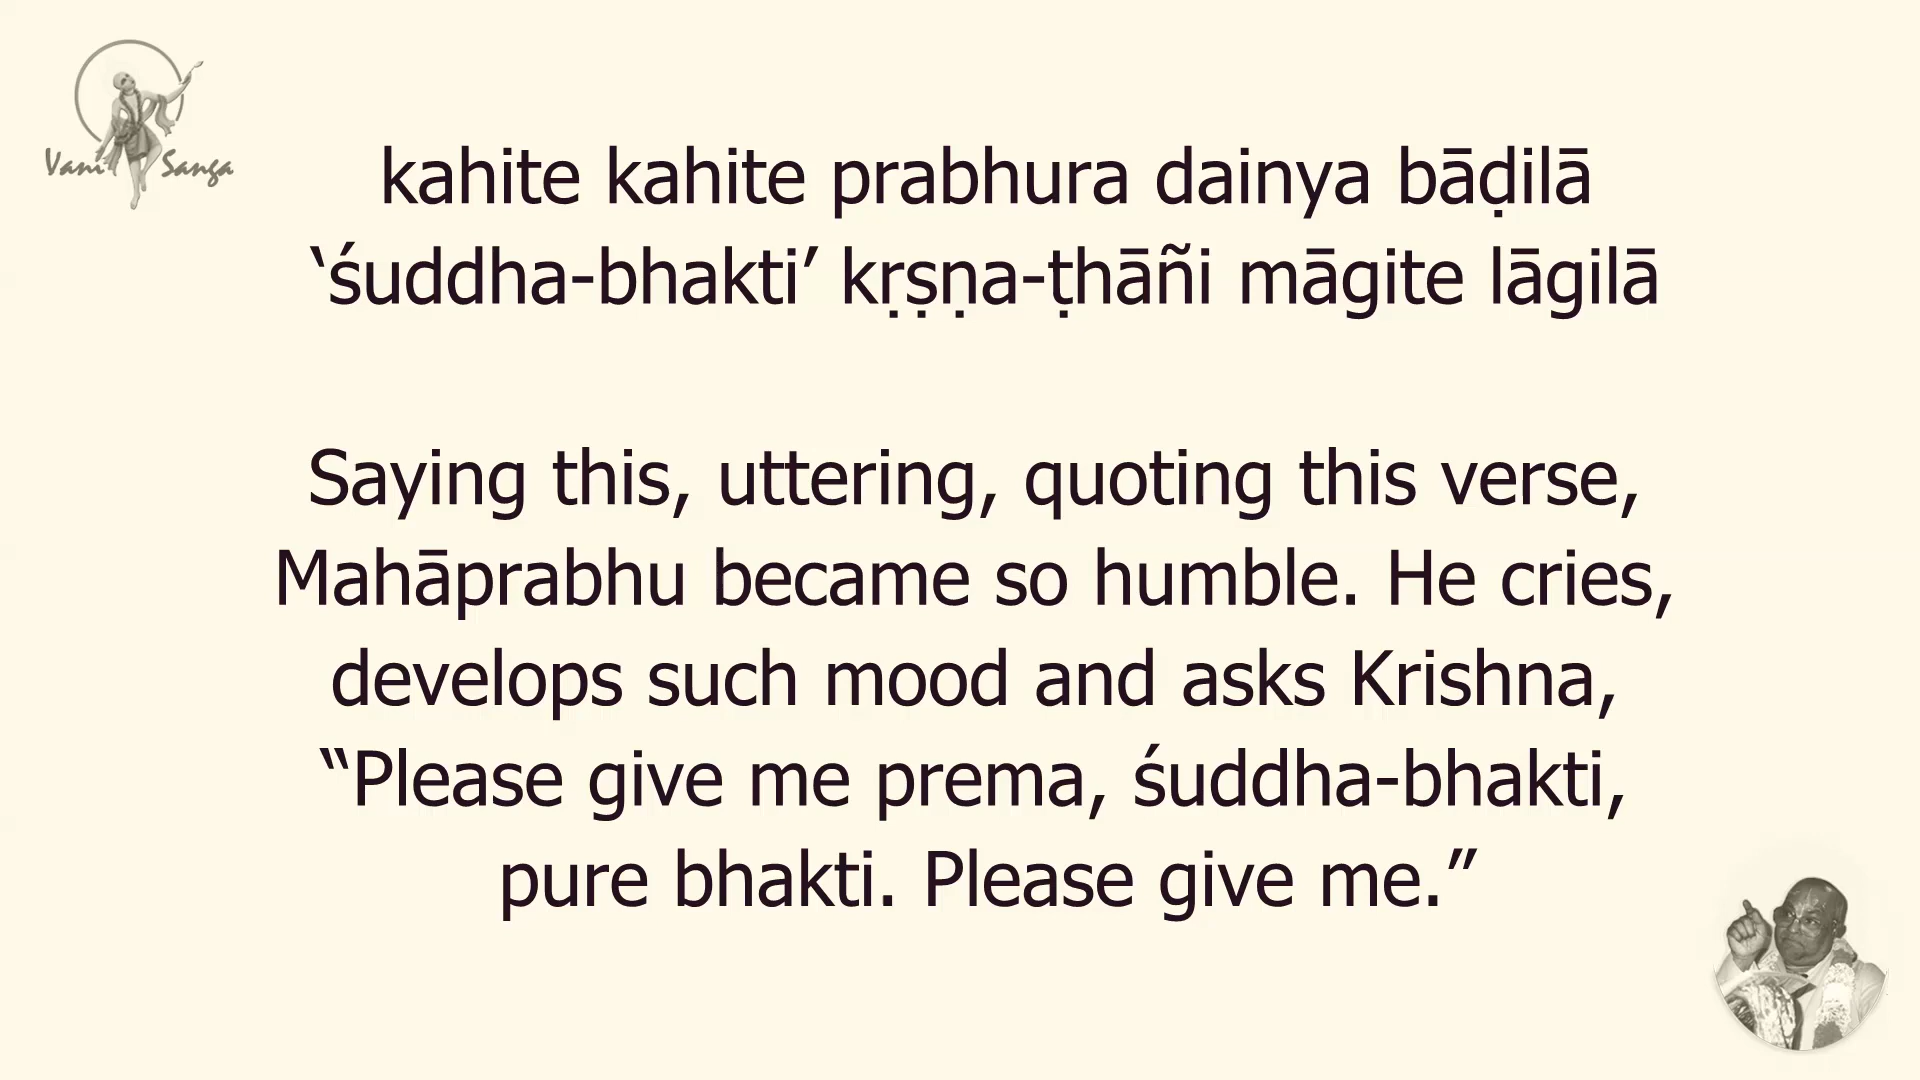 Vani Sanga
kahite kahite prabhura dainya bāḍilā
‘śuddha-bhakti’ kṛṣṇa-ṭhāñi māgite lāgilā
Saying this, uttering, quoting this verse,
Mahāprabhu became so humble. He cries,
develops such mood and asks Krishna,
“Please give me prema, śuddha-bhakti,
pure bhakti. Please give me.”